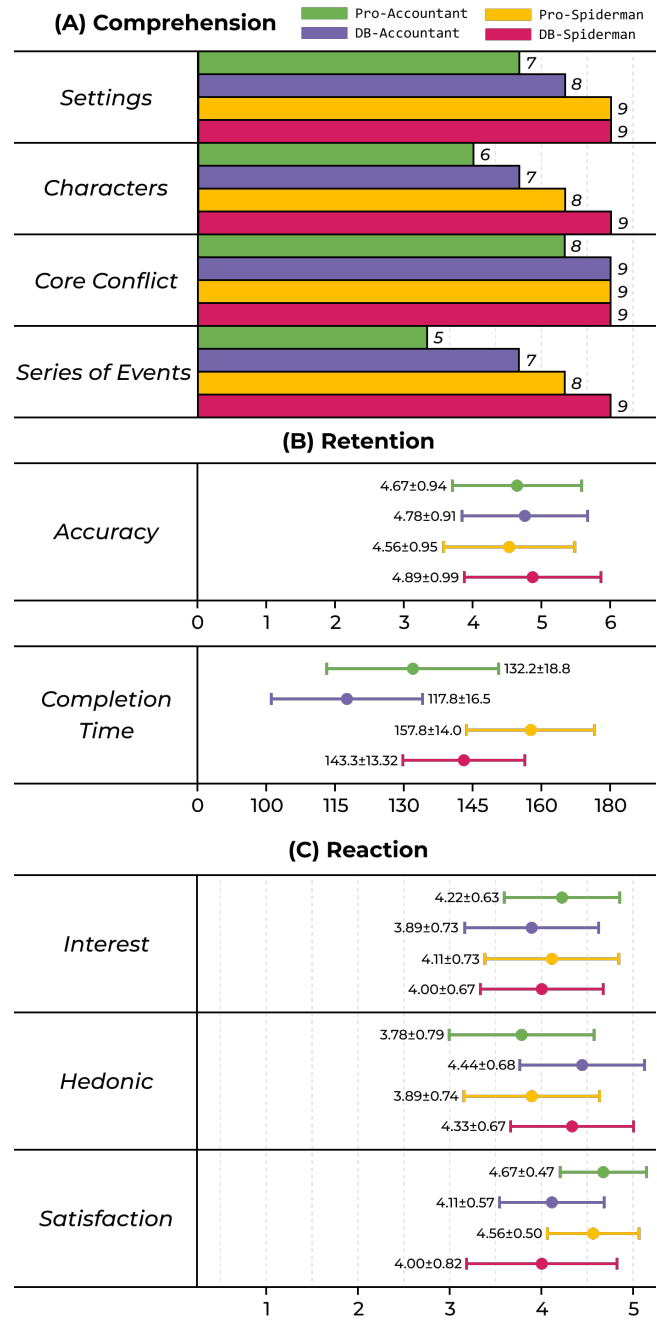 (A) Comprehension
Pro-Accountant
Pro-Spiderman
DB-Accountant
DB-Spiderman
Settings
7
8
9
9
Characters
6
7
8
9
Core Conflict
8
9
9
9
Series of Events
5
7
8
9
(B) Retention
Accuracy
4.67±0.94
4.78±0.91
4.56±0.95
4.89±0.99
0 1 2 3 4 5 6
Completion
Time
132.2±18.8
117.8±16.5
157.8±14.0
143.3±13.32
0 100 115 130 145 160 180
(C) Reaction
Interest
4.22±0.63
3.89±0.73
4.11±0.73
4.00±0.67
Hedonic
3.78±0.79
4.44±0.68
3.89±0.74
4.33±0.67
Satisfaction
4.67±0.47
4.11±0.57
4.56±0.50
4.00±0.82
1 2 3 4 5